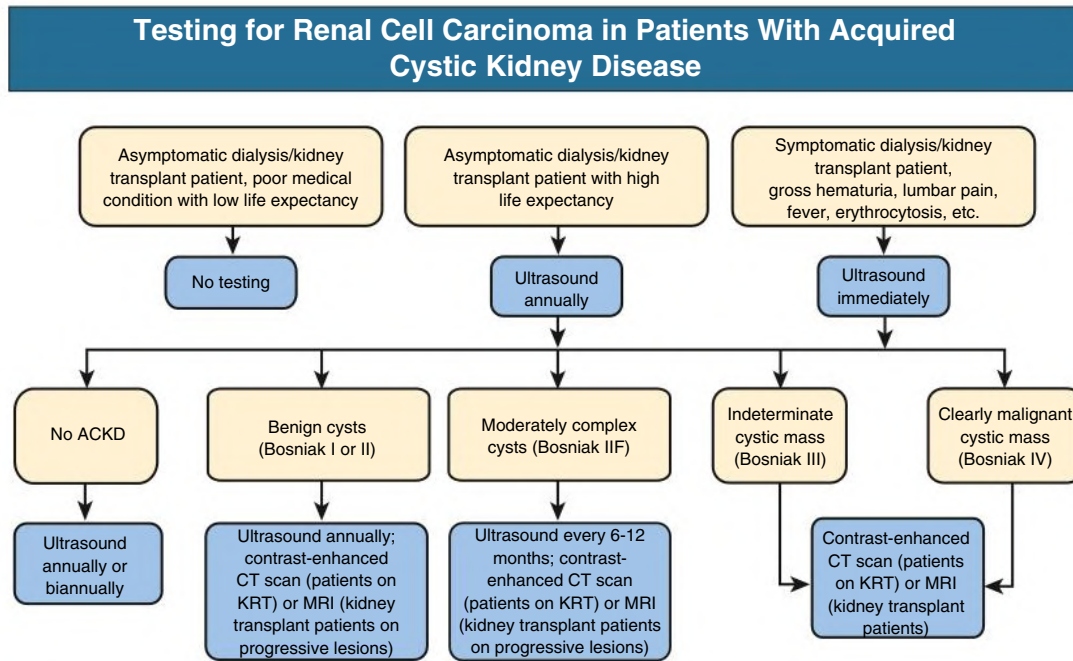 Testing for Renal Cell Carcinoma in Patients With Acquired
Cystic Kidney Disease
Asymptomatic dialysis/kidney
transplant patient, poor medical
condition with low life expectancy
Asymptomatic dialysis/kidney
transplant patient with high
life expectancy
Symptomatic dialysis/kidney
transplant patient,
gross hematuria, lumbar pain,
fever, erythrocytosis, etc.
No testing
Ultrasound
annually
Ultrasound
immediately
No ACKD
Benign cysts
(Bosniak I or II)
Moderately complex
cysts (Bosniak IIF)
Indeterminate
cystic mass
(Bosniak III)
Clearly malignant
cystic mass
(Bosniak IV)
Ultrasound
annually or
biannually
Ultrasound annually;
contrast-enhanced
CT scan (patients on
KRT) or MRI (kidney
transplant patients on
progressive lesions)
Ultrasound every 6-12
months; contrast-
enhanced CT scan
(patients on KRT) or MRI
(kidney transplant patients
on progressive lesions)
Contrast-enhanced
CT scan (patients
on KRT) or MRI
(kidney transplant
patients)